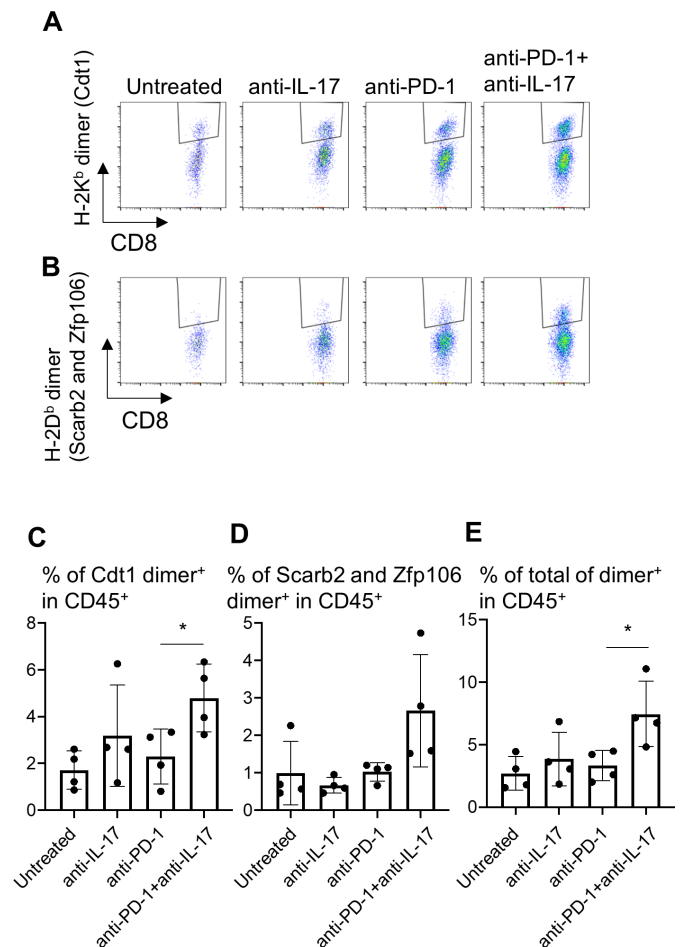 A
H-2Kᵇ dimer (Cdt1)
Untreated
anti-IL-17
anti-PD-1
anti-PD-1+
anti-IL-17
CD8
B
H-2Dᵇ dimer
(Scarb2 and Zfp106)
CD8
C
% of Cdt1 dimer⁺
in CD45⁺
8
6
4
2
0
Untreated
anti-IL-17
anti-PD-1
anti-PD-1+anti-IL-17
*
D
% of Scarb2 and Zfp106
dimer⁺ in CD45⁺
5
4
3
2
1
0
Untreated
anti-IL-17
anti-PD-1
anti-PD-1+anti-IL-17
E
% of total of dimer⁺
in CD45⁺
15
10
5
0
Untreated
anti-IL-17
anti-PD-1
anti-PD-1+anti-IL-17
*